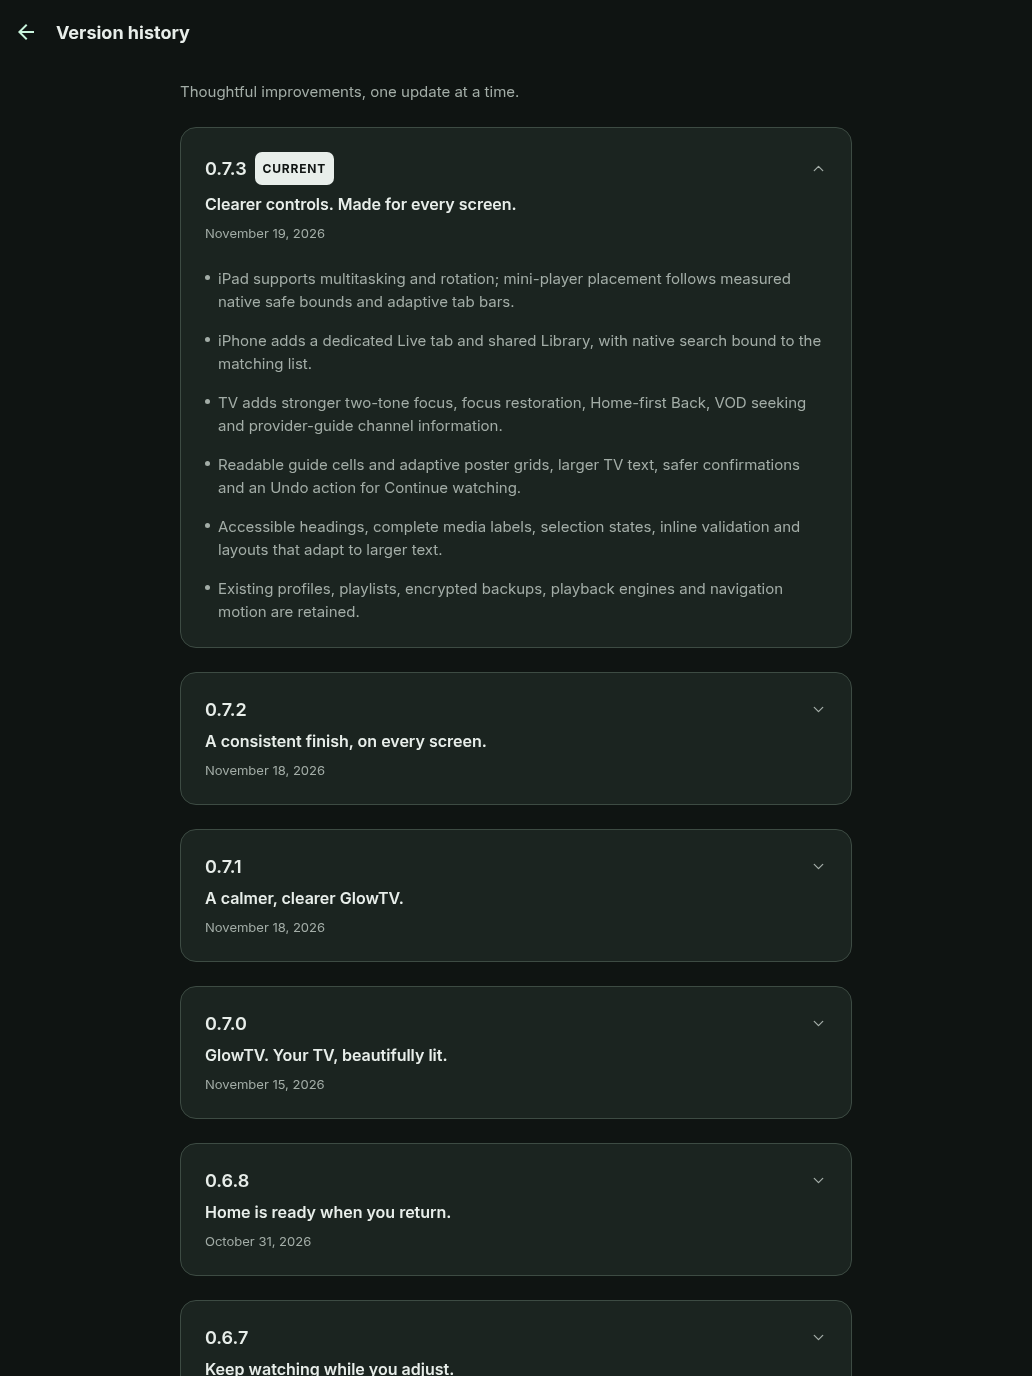 Version history
Thoughtful improvements, one update at a time.
0.7.3 CURRENT
Clearer controls. Made for every screen.
November 19, 2026
• iPad supports multitasking and rotation; mini-player placement follows measured
native safe bounds and adaptive tab bars.
• iPhone adds a dedicated Live tab and shared Library, with native search bound to the
matching list.
• TV adds stronger two-tone focus, focus restoration, Home-first Back, VOD seeking
and provider-guide channel information.
• Readable guide cells and adaptive poster grids, larger TV text, safer confirmations
and an Undo action for Continue watching.
• Accessible headings, complete media labels, selection states, inline validation and
layouts that adapt to larger text.
• Existing profiles, playlists, encrypted backups, playback engines and navigation
motion are retained.
0.7.2
A consistent finish, on every screen.
November 18, 2026
0.7.1
A calmer, clearer GlowTV.
November 18, 2026
0.7.0
GlowTV. Your TV, beautifully lit.
November 15, 2026
0.6.8
Home is ready when you return.
October 31, 2026
0.6.7
Keep watching while you adjust.